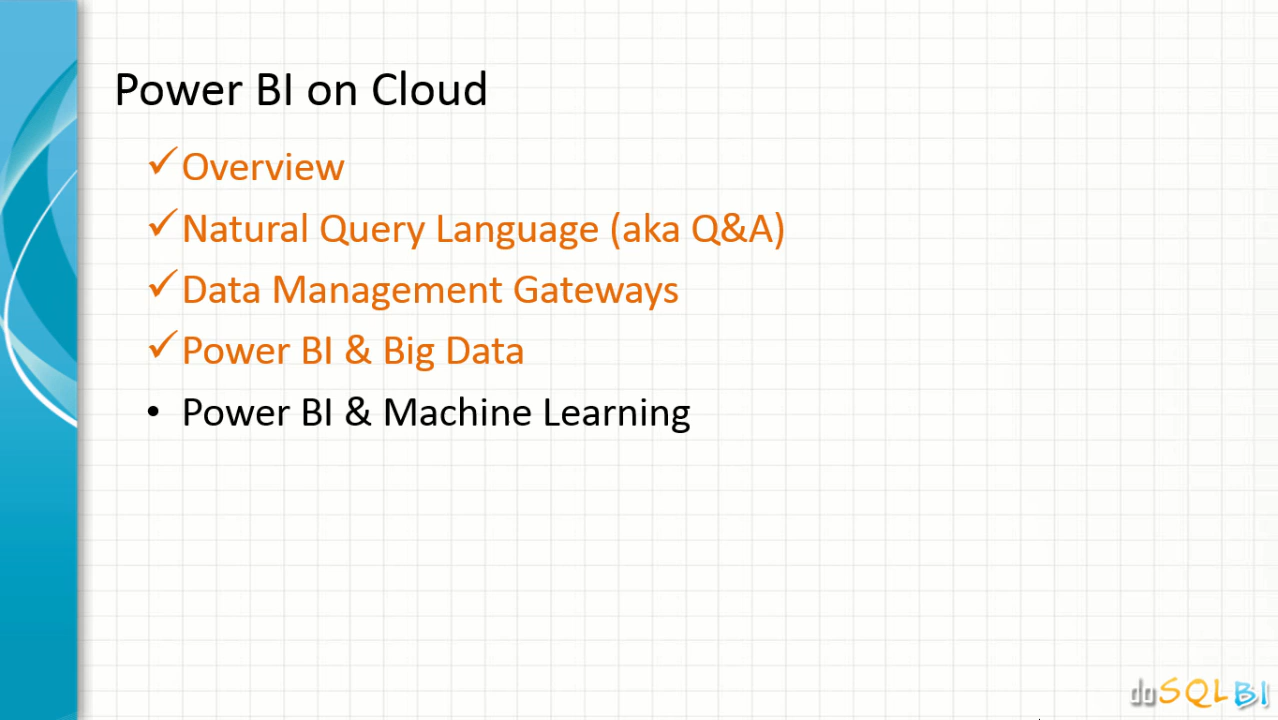 Power BI on Cloud
✓ Overview
✓ Natural Query Language (aka Q&A)
✓ Data Management Gateways
✓ Power BI & Big Data
• Power BI & Machine Learning
doSQLBI